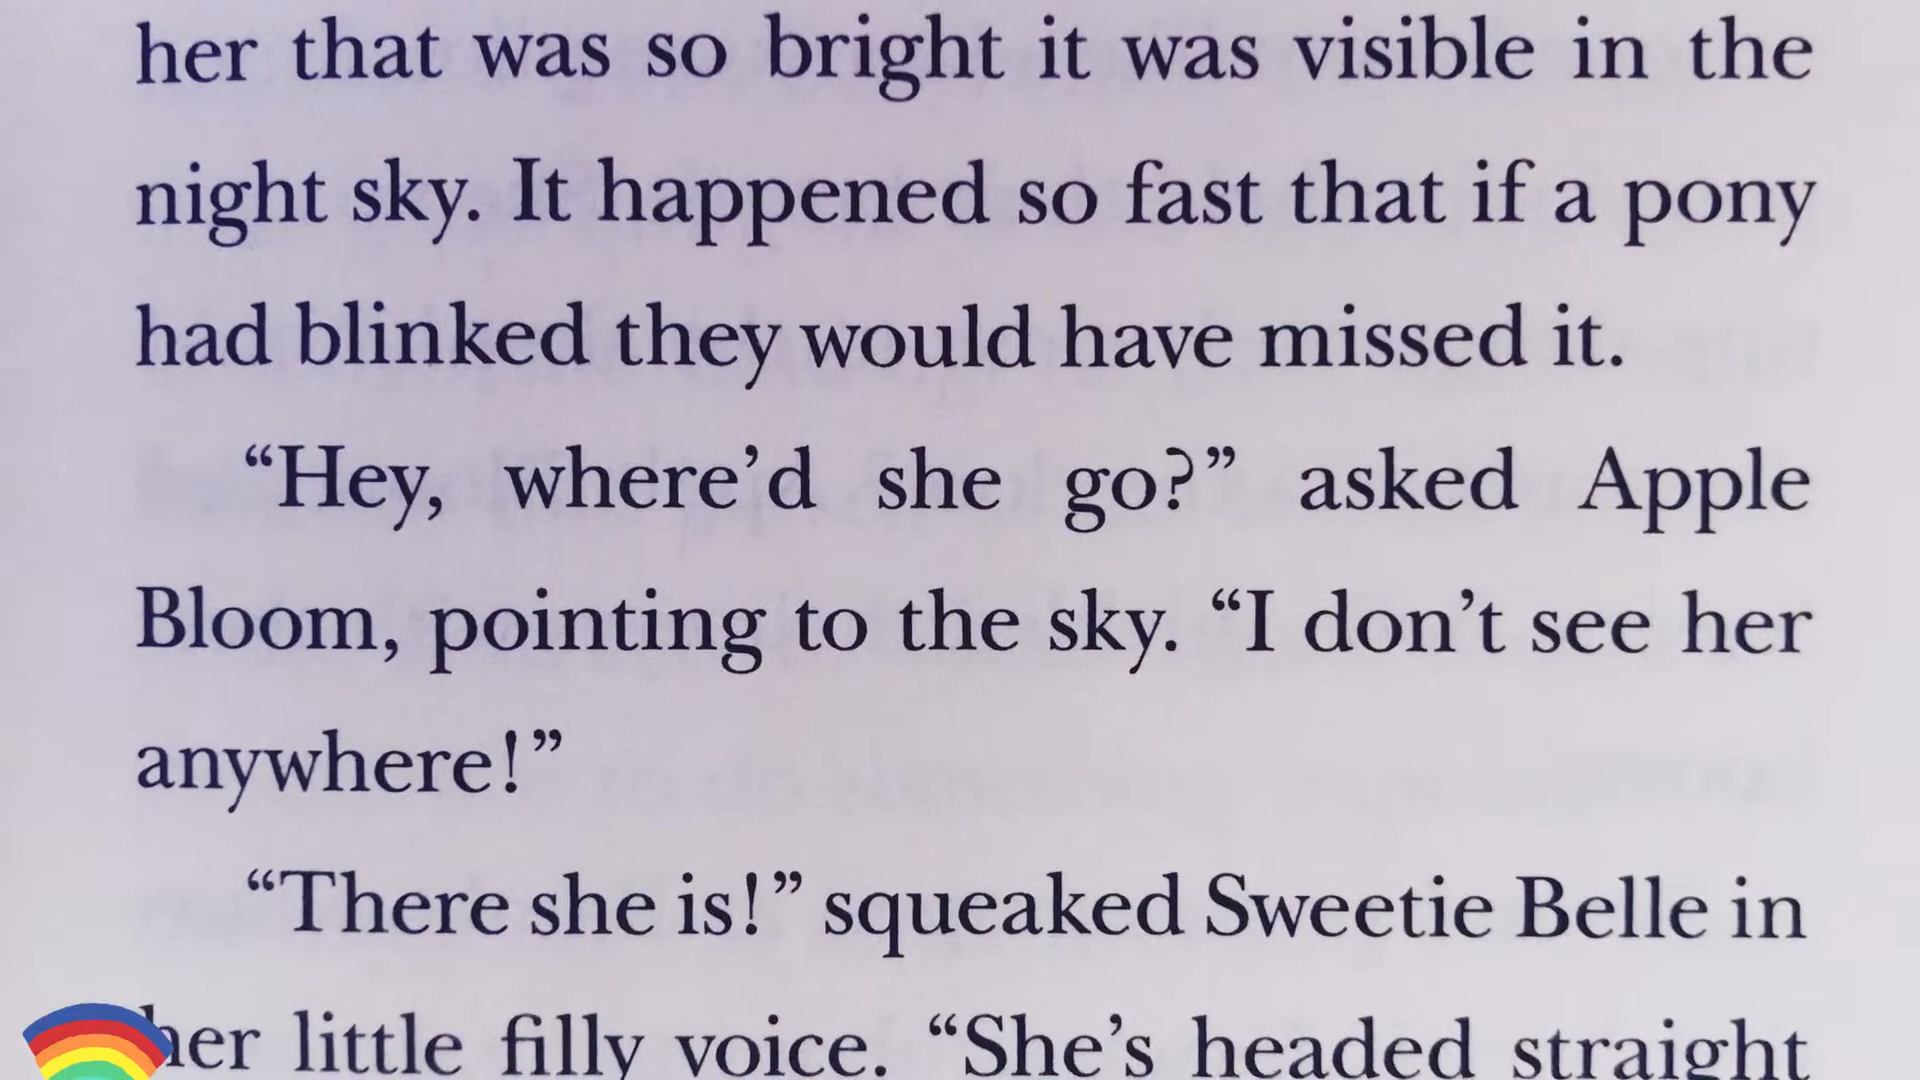 her that was so bright it was visible in the
night sky. It happened so fast that if a pony
had blinked they would have missed it.
“Hey, where’d she go?” asked Apple
Bloom, pointing to the sky. “I don’t see her
anywhere!”
“There she is!” squeaked Sweetie Belle in
her little filly voice. “She’s headed straight